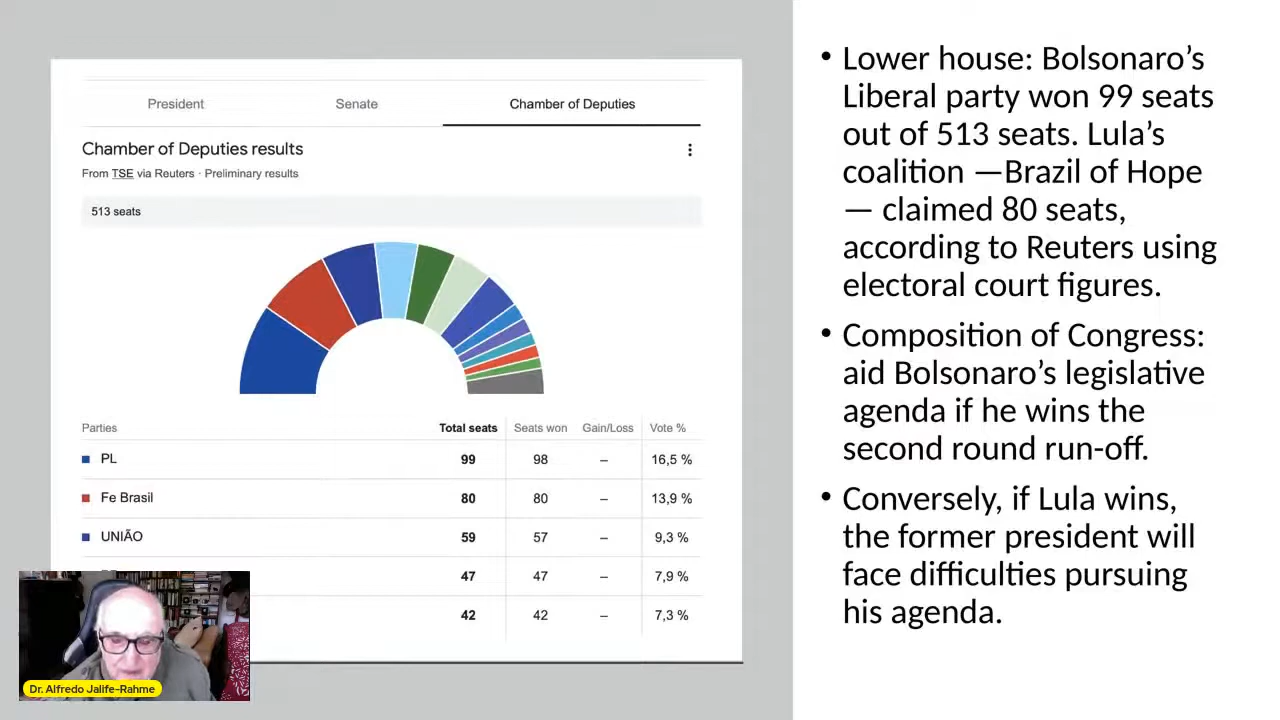 President Senate Chamber of Deputies
Chamber of Deputies results
From TSE via Reuters · Preliminary results
513 seats
Parties Total seats Seats won Gain/Loss Vote %
PL 99 98 – 16,5 %
Fe Brasil 80 80 – 13,9 %
UNIÃO 59 57 – 9,3 %
47 47 – 7,9 %
42 42 – 7,3 %
Dr. Alfredo Jalife-Rahme
• Lower house: Bolsonaro’s
Liberal party won 99 seats
out of 513 seats. Lula’s
coalition —Brazil of Hope
— claimed 80 seats,
according to Reuters using
electoral court figures.
• Composition of Congress:
aid Bolsonaro’s legislative
agenda if he wins the
second round run-off.
• Conversely, if Lula wins,
the former president will
face difficulties pursuing
his agenda.